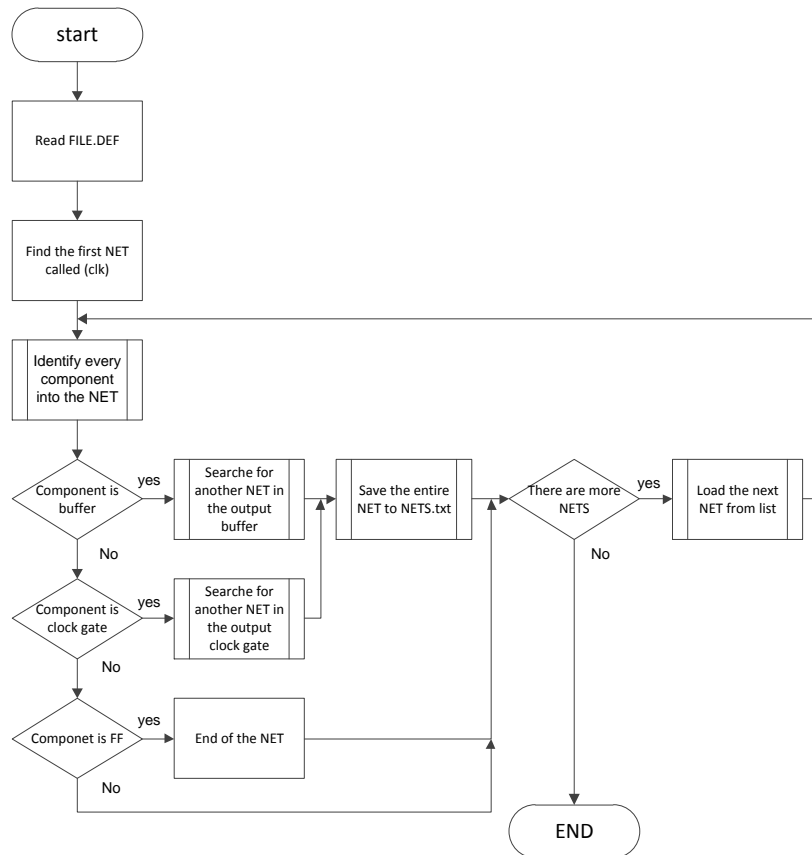 start
Read FILE.DEF
Find the first NET
called (clk)
Identify every
component
into the NET
Component is
buffer
yes
No
Searche for
another NET in
the output
buffer
Save the entire
NET to NETS.txt
There are more
NETS
yes
No
Load the next
NET from list
Component is
clock gate
yes
No
Searche for
another NET in
the output
clock gate
Componet is FF
yes
No
End of the NET
END